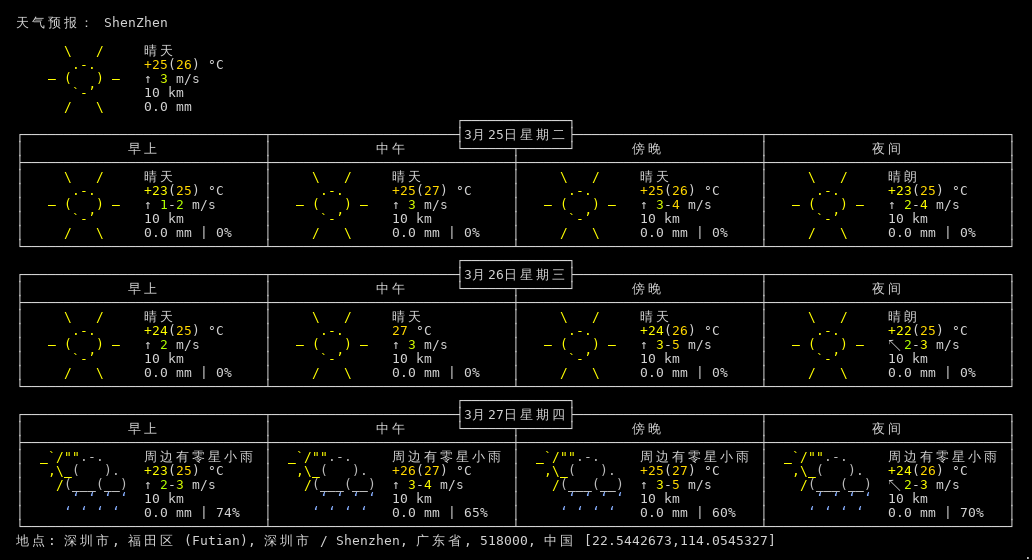 天气预报： ShenZhen
晴天
+25(26) °C
↑ 3 m/s
10 km
0.0 mm
3月25日星期二
早上 中午 傍晚 夜间
晴天 晴天 晴天 晴朗
+23(25) °C +25(27) °C +25(26) °C +23(25) °C
↑ 1-2 m/s ↑ 3 m/s ↑ 3-4 m/s ↑ 2-4 m/s
10 km 10 km 10 km 10 km
0.0 mm | 0% 0.0 mm | 0% 0.0 mm | 0% 0.0 mm | 0%
3月26日星期三
早上 中午 傍晚 夜间
晴天 晴天 晴天 晴朗
+24(25) °C 27 °C +24(26) °C +22(25) °C
↑ 2 m/s ↑ 3 m/s ↑ 3-5 m/s ↖ 2-3 m/s
10 km 10 km 10 km 10 km
0.0 mm | 0% 0.0 mm | 0% 0.0 mm | 0% 0.0 mm | 0%
3月27日星期四
早上 中午 傍晚 夜间
周边有零星小雨 周边有零星小雨 周边有零星小雨 周边有零星小雨
+23(25) °C +26(27) °C +25(27) °C +24(26) °C
↑ 2-3 m/s ↑ 3-4 m/s ↑ 3-5 m/s ↖ 2-3 m/s
10 km 10 km 10 km 10 km
0.0 mm | 74% 0.0 mm | 65% 0.0 mm | 60% 0.0 mm | 70%
地点: 深圳市, 福田区 (Futian), 深圳市 / Shenzhen, 广东省, 518000, 中国 [22.5442673,114.0545327]